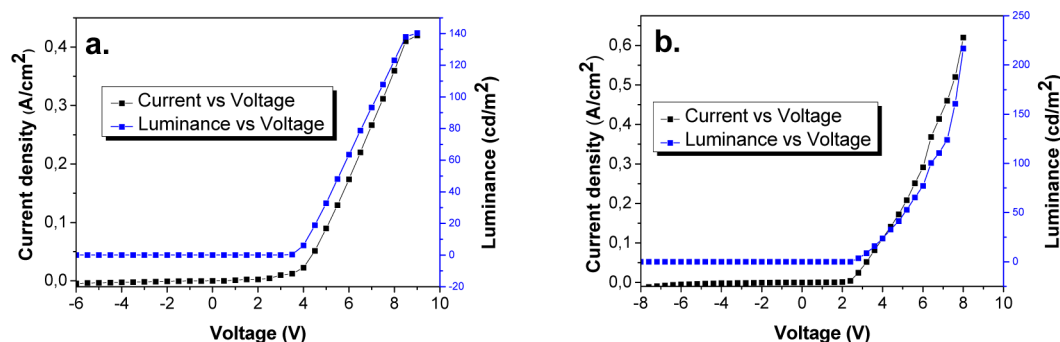 a.
Current density (A/cm²)
0,4
0,3
0,2
0,1
0,0
Current vs Voltage
Luminance vs Voltage
140
120
100
80
60
40
20
0
-20
Luminance (cd/m²)
-6 -4 -2 0 2 4 6 8 10
Voltage (V)
b.
Current density (A/cm²)
0,6
0,5
0,4
0,3
0,2
0,1
0,0
Current vs Voltage
Luminance vs Voltage
250
200
150
100
50
0
Luminance (cd/m²)
-8 -6 -4 -2 0 2 4 6 8 10
Voltage (V)